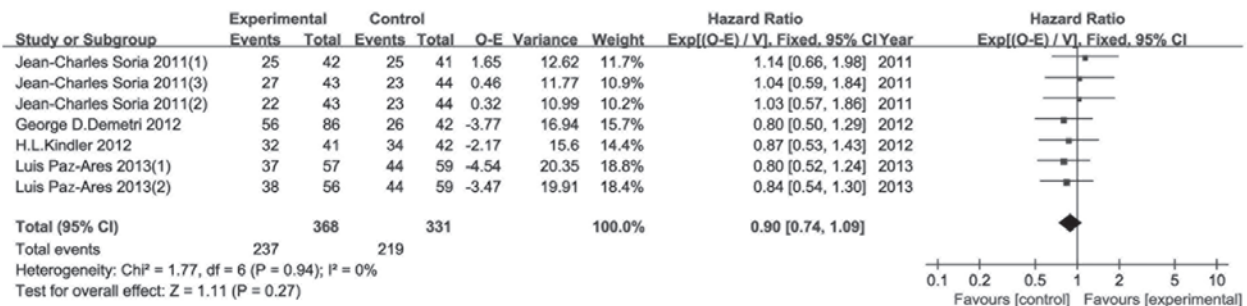 Experimental Control Hazard Ratio Hazard Ratio
Study or Subgroup Events Total Events Total O-E Variance Weight Exp[(O-E) / V], Fixed, 95% CI Year Exp[(O-E) / V], Fixed, 95% CI
Jean-Charles Soria 2011(1) 25 42 25 41 1.65 12.62 11.7% 1.14 [0.66, 1.98] 2011
Jean-Charles Soria 2011(3) 27 43 23 44 0.46 11.77 10.9% 1.04 [0.59, 1.84] 2011
Jean-Charles Soria 2011(2) 22 43 23 44 0.32 10.99 10.2% 1.03 [0.57, 1.86] 2011
George D.Demetri 2012 56 86 26 42 -3.77 16.94 15.7% 0.80 [0.50, 1.29] 2012
H.L.Kindler 2012 32 41 34 42 -2.17 15.6 14.4% 0.87 [0.53, 1.43] 2012
Luis Paz-Ares 2013(1) 37 57 44 59 -4.54 20.35 18.8% 0.80 [0.52, 1.24] 2013
Luis Paz-Ares 2013(2) 38 56 44 59 -3.47 19.91 18.4% 0.84 [0.54, 1.30] 2013
Total (95% CI) 368 331 100.0% 0.90 [0.74, 1.09]
Total events 237 219
Heterogeneity: Chi² = 1.77, df = 6 (P = 0.94); I² = 0%
Test for overall effect: Z = 1.11 (P = 0.27)
0.1 0.2 0.5 1 2 5 10
Favours [control] Favours [experimental]